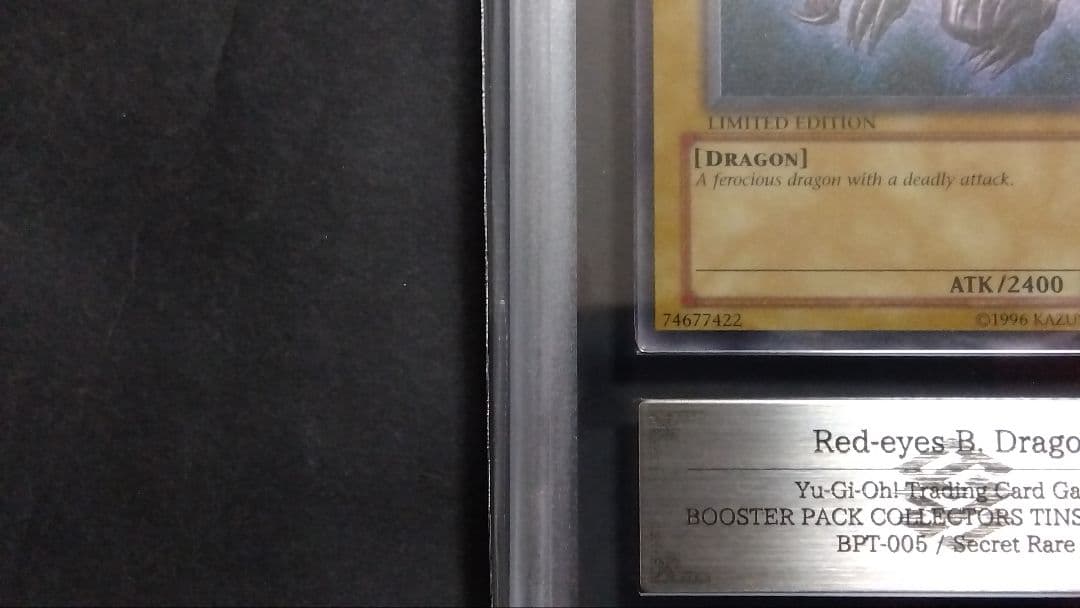 LIMITED EDITION
[DRAGON]
A ferocious dragon with a deadly attack.
ATK/2400
74677422 ©1996 KAZU
Red-eyes B. Drago
Yu-Gi-Oh! Trading Card Ga
BOOSTER PACK COLLECTORS TINS
BPT-005 / Secret Rare